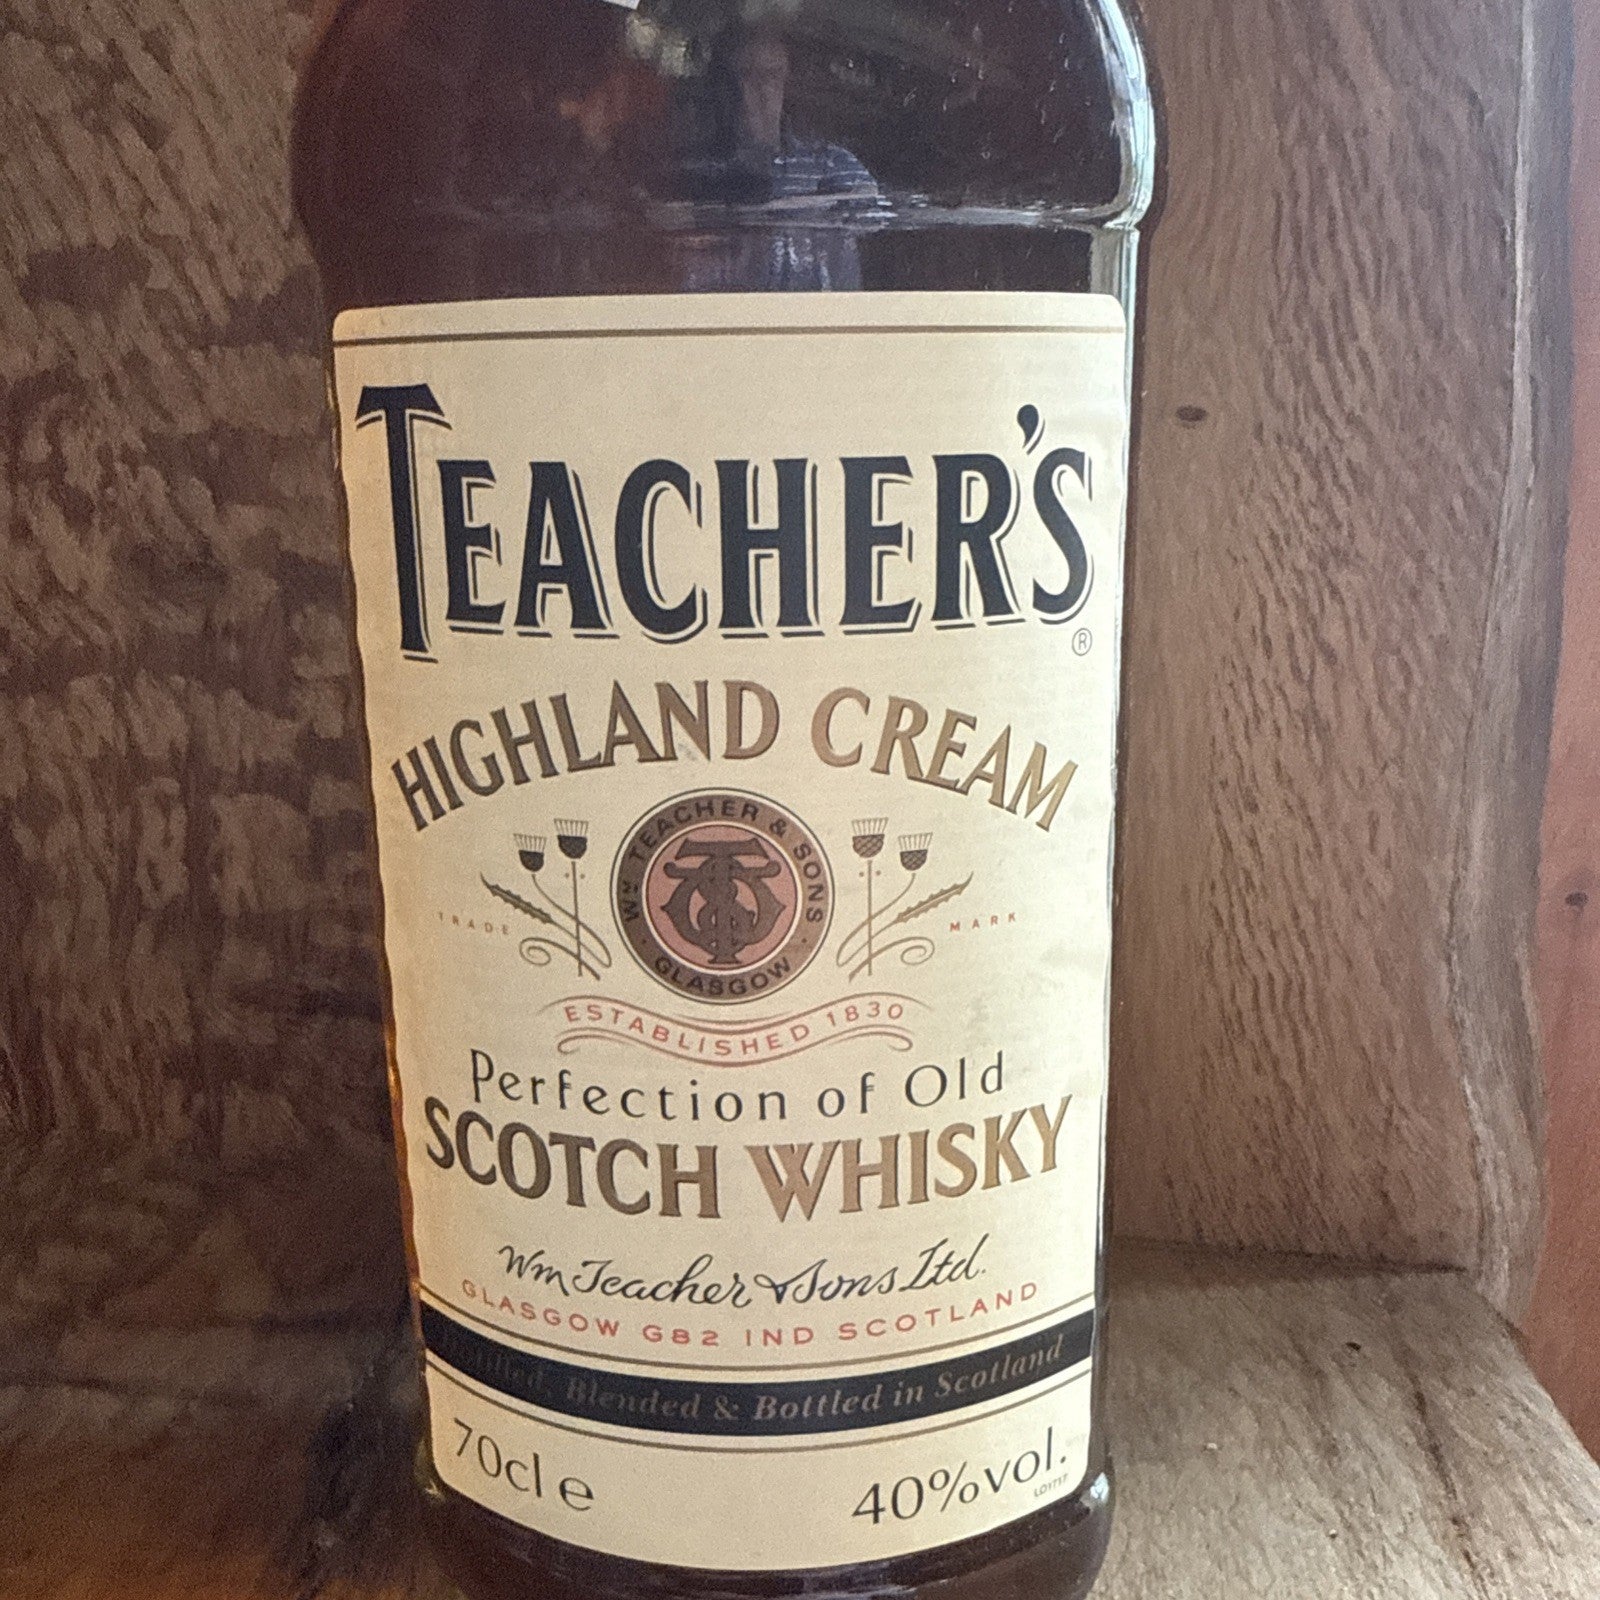 TEACHER'S
®
HIGHLAND CREAM
WM TEACHER & SONS
· GLASGOW ·
TRADE MARK
ESTABLISHED 1830
Perfection of Old
SCOTCH WHISKY
Wm Teacher & Sons Ltd.
GLASGOW G82 IND SCOTLAND
Blended & Bottled in Scotland
70cl e 40%vol.